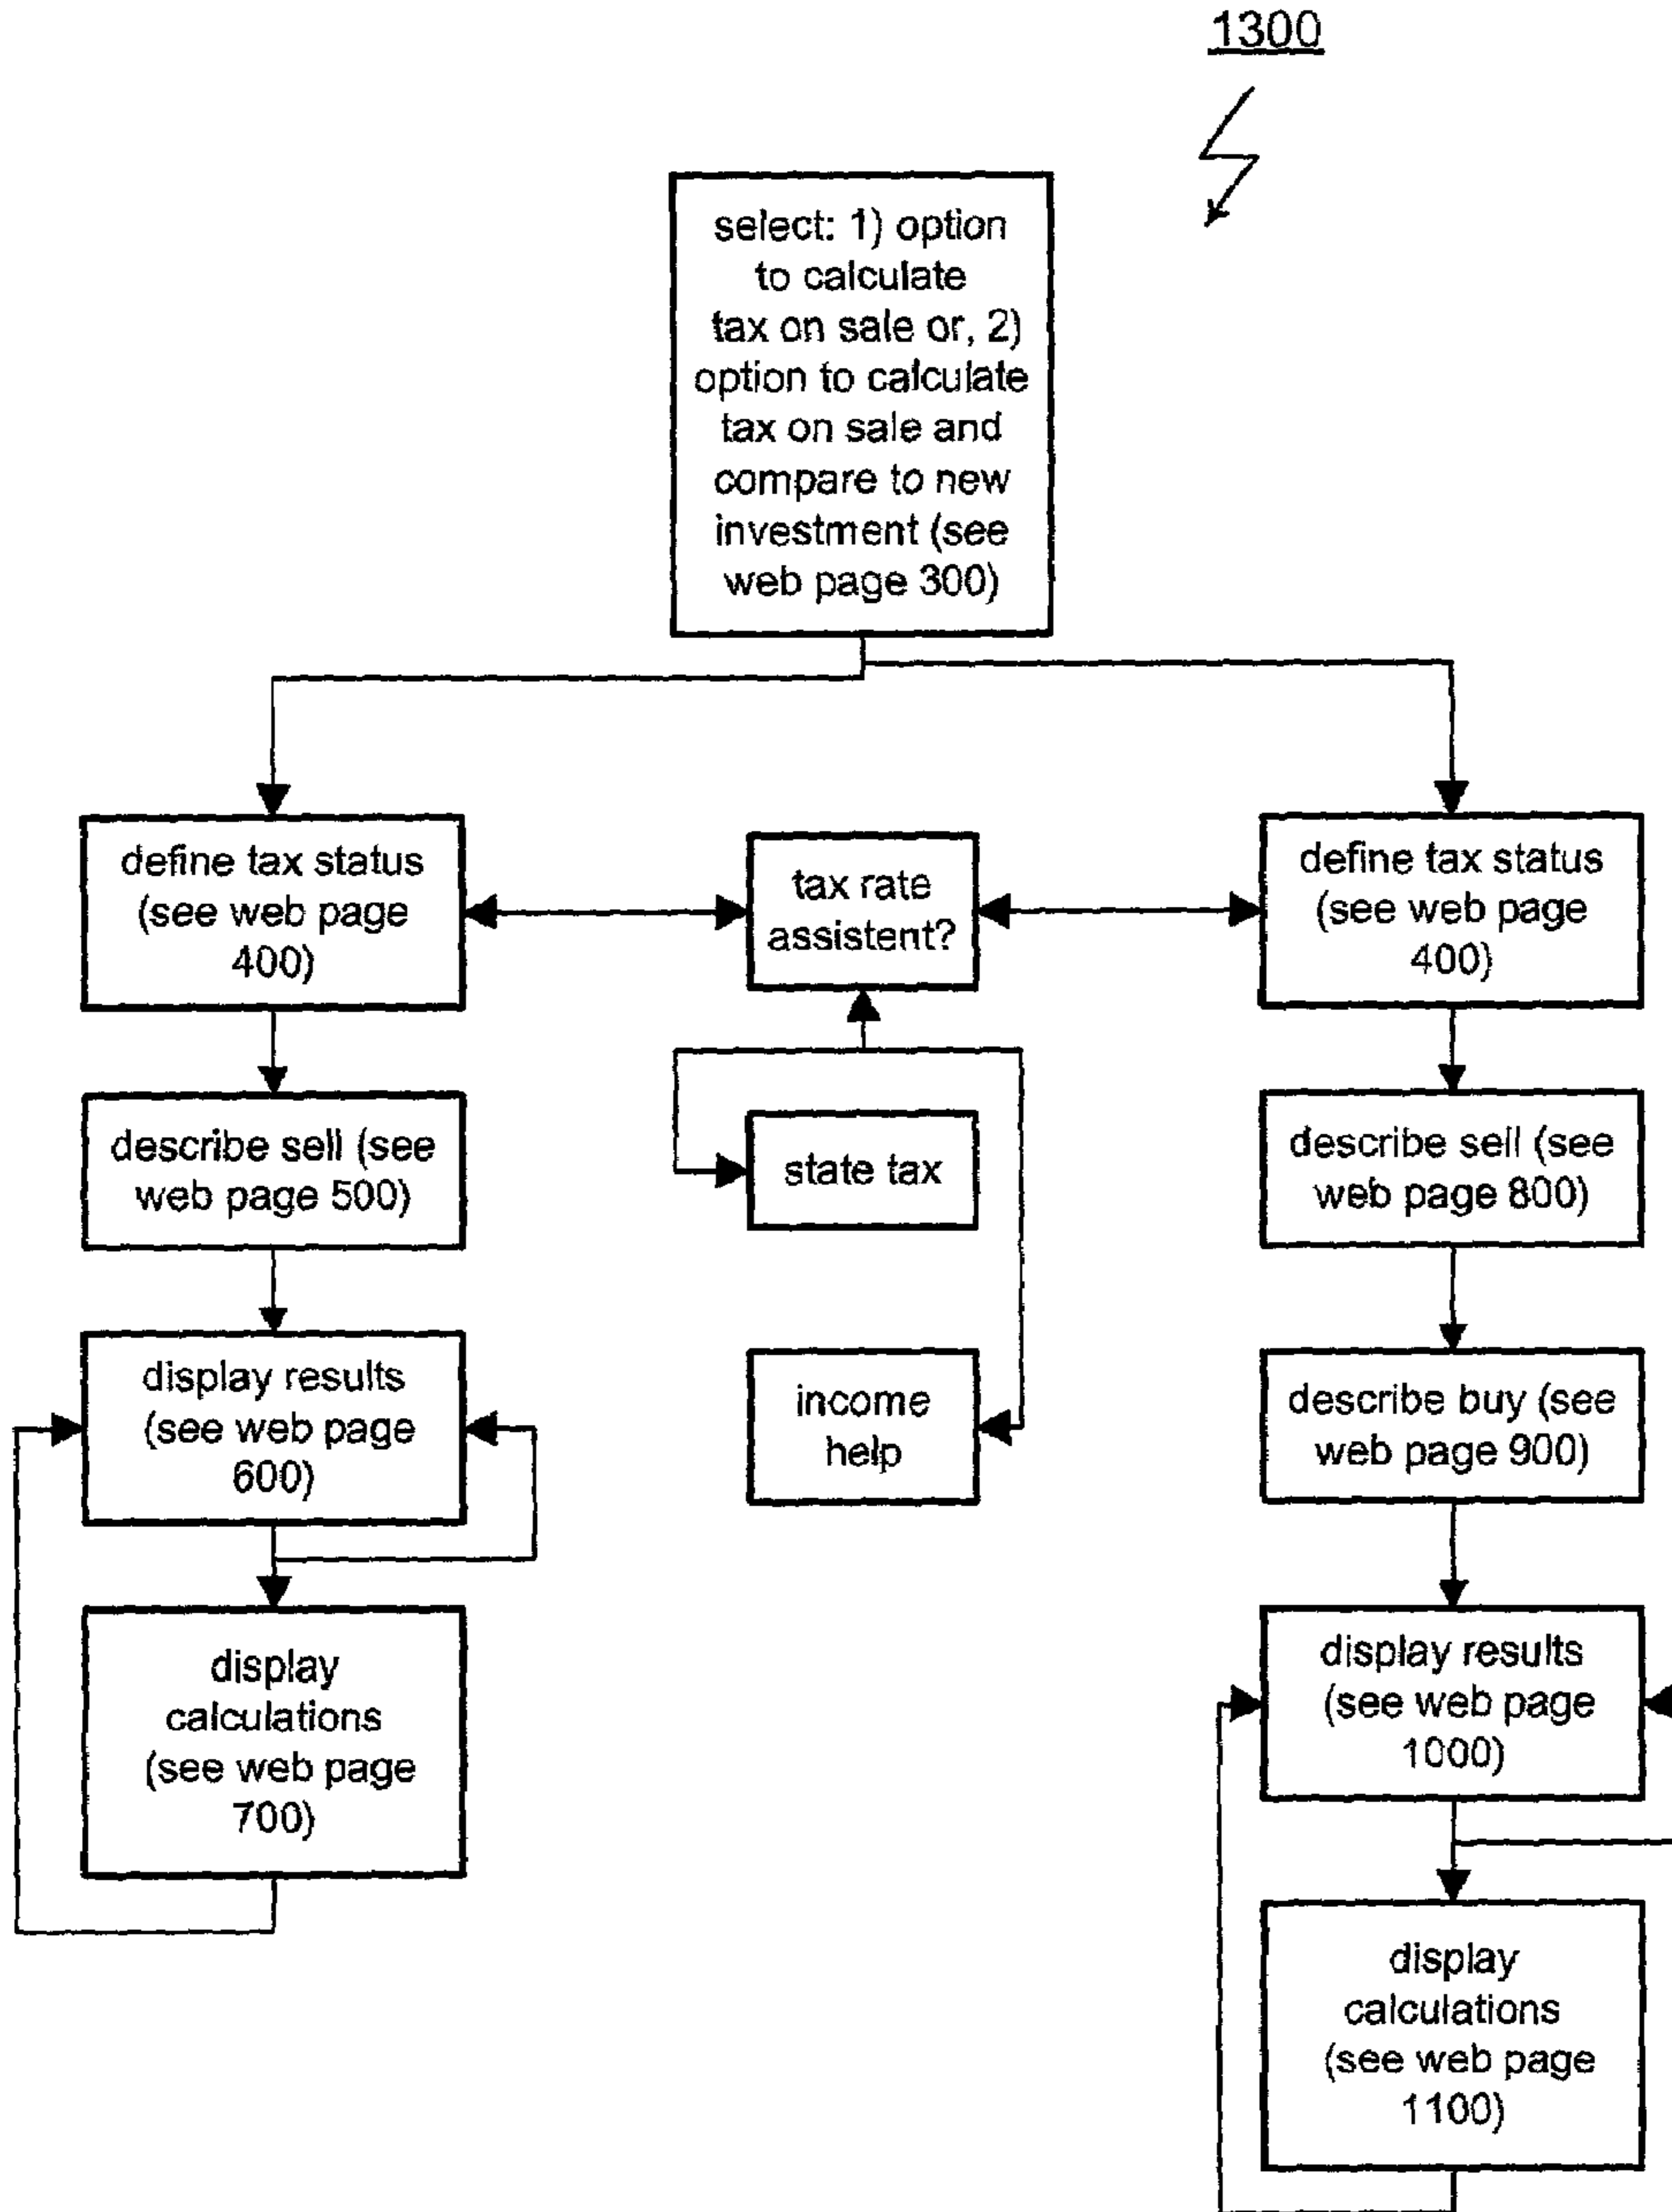 1300
select: 1) option
to calculate
tax on sale or, 2)
option to calculate
tax on sale and
compare to new
investment (see
web page 300)
define tax status
(see web page
400)
tax rate
assistent?
define tax status
(see web page
400)
describe sell (see
web page 500)
state tax
describe sell (see
web page 800)
display results
(see web page
600)
income
help
describe buy (see
web page 900)
display
calculations
(see web page
700)
display results
(see web page
1000)
display
calculations
(see web page
1100)